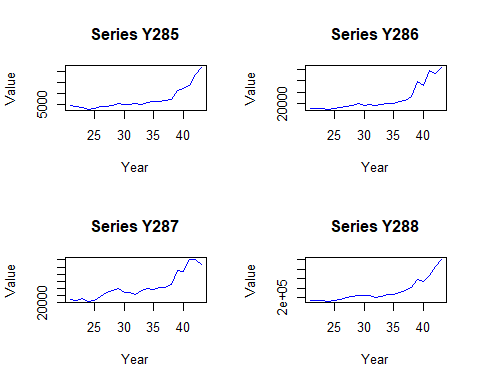 Series Y285
Value
5000
25 30 35 40
Year
Series Y286
Value
20000
25 30 35 40
Year
Series Y287
Value
20000
25 30 35 40
Year
Series Y288
Value
2e+05
25 30 35 40
Year